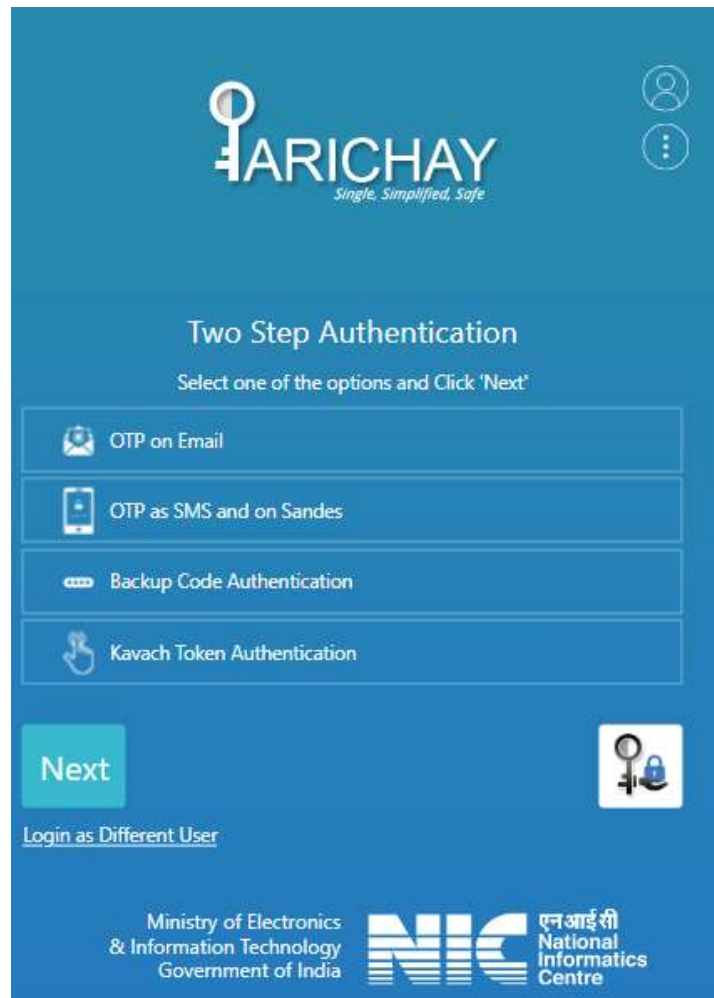 PARICHAY
Single, Simplified, Safe
Two Step Authentication
Select one of the options and Click 'Next'
OTP on Email
OTP as SMS and on Sandes
Backup Code Authentication
Kavach Token Authentication
Next
Login as Different User
Ministry of Electronics
& Information Technology
Government of India
NIC
एनआईसी
National
Informatics
Centre